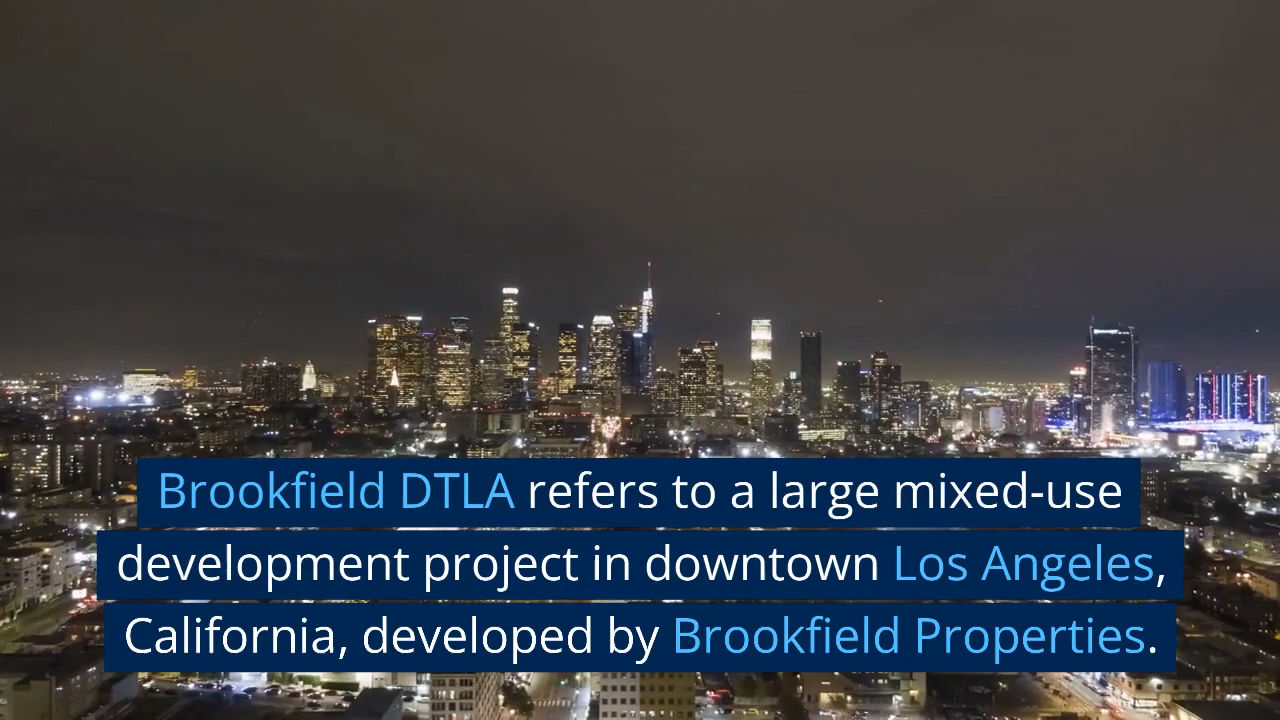 Brookfield DTLA refers to a large mixed-use
development project in downtown Los Angeles,
California, developed by Brookfield Properties.